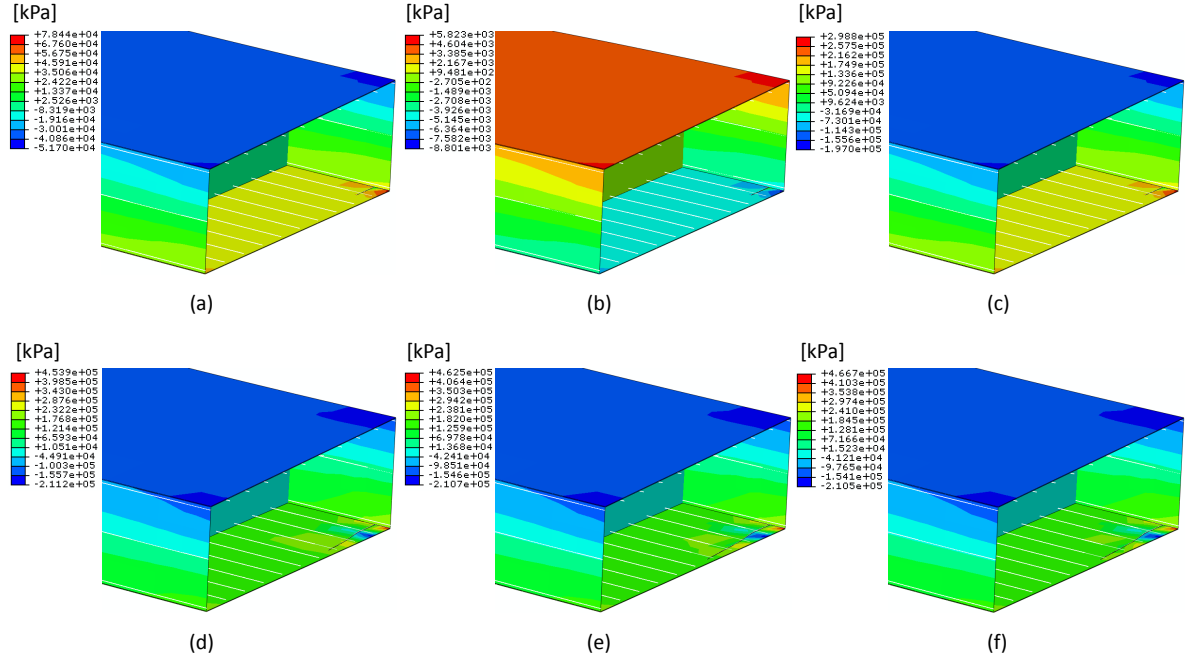 [kPa]
+7.844e+04
+6.760e+04
+5.675e+04
+4.591e+04
+3.506e+04
+2.422e+04
+1.337e+04
+2.526e+03
-8.319e+03
-1.916e+04
-3.001e+04
-4.086e+04
-5.170e+04
(a)
[kPa]
+5.823e+03
+4.604e+03
+3.385e+03
+2.167e+03
+9.481e+02
-2.705e+02
-1.489e+03
-2.708e+03
-3.926e+03
-5.145e+03
-6.364e+03
-7.582e+03
-8.801e+03
(b)
[kPa]
+2.988e+05
+2.575e+05
+2.162e+05
+1.749e+05
+1.336e+05
+9.226e+04
+5.094e+04
+9.624e+03
-3.169e+04
-7.301e+04
-1.143e+05
-1.556e+05
-1.970e+05
(c)
[kPa]
+4.539e+05
+3.985e+05
+3.430e+05
+2.876e+05
+2.322e+05
+1.768e+05
+1.214e+05
+6.593e+04
+1.051e+04
-4.491e+04
-1.003e+05
-1.557e+05
-2.112e+05
(d)
[kPa]
+4.625e+05
+4.064e+05
+3.503e+05
+2.942e+05
+2.381e+05
+1.820e+05
+1.259e+05
+6.978e+04
+1.368e+04
-4.241e+04
-9.851e+04
-1.546e+05
-2.107e+05
(e)
[kPa]
+4.667e+05
+4.103e+05
+3.538e+05
+2.974e+05
+2.410e+05
+1.845e+05
+1.281e+05
+7.166e+04
+1.523e+04
-4.121e+04
-9.765e+04
-1.541e+05
-2.105e+05
(f)